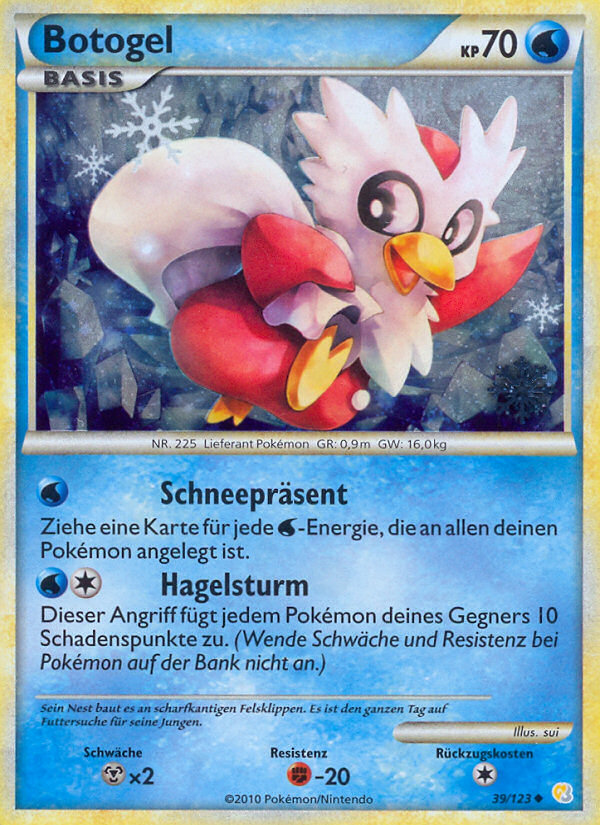 Botogel
KP70
BASIS
NR. 225 Lieferant Pokémon GR: 0,9m GW: 16,0kg
Schneepräsent
Ziehe eine Karte für jede -Energie, die an allen deinen
Pokémon angelegt ist.
Hagelsturm
Dieser Angriff fügt jedem Pokémon deines Gegners 10
Schadenspunkte zu. (Wende Schwäche und Resistenz bei
Pokémon auf der Bank nicht an.)
Sein Nest baut es an scharfkantigen Felsklippen. Es ist den ganzen Tag auf
Futtersuche für seine Jungen.
Illus. sui
Schwäche Resistenz Rückzugskosten
×2 -20
©2010 Pokémon/Nintendo
39/123